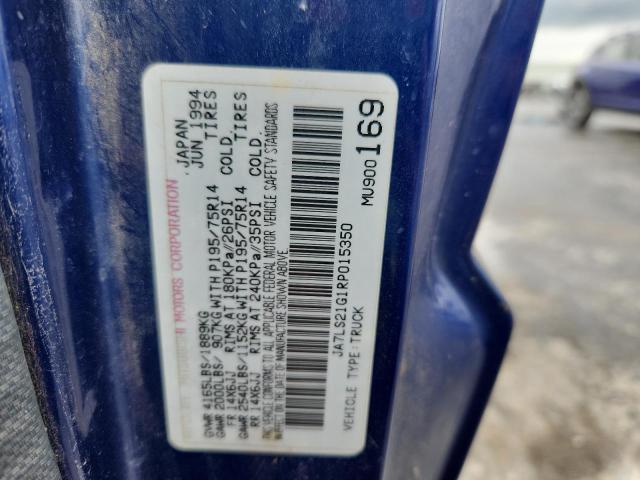 MOTORS CORPORATION JAPAN
GVWR 4165LBS/1889KG JUN, 1994
GAWR 2000LBS/ 907KG WITH P195/75R14 TIRES
FR 14X6JJ RIMS AT 180KPA/26PSI COLD.
GAWR 2540LBS/1152KG WITH P195/75R14 TIRES
RR 14X6JJ RIMS AT 240KPA/35PSI COLD.
THIS VEHICLE CONFORMS TO ALL APPLICABLE FEDERAL MOTOR VEHICLE SAFETY STANDARDS
IN EFFECT ON THE DATE OF MANUFACTURE SHOWN ABOVE.
JA7LS21G1RP015350
VEHICLE TYPE:TRUCK MU900169